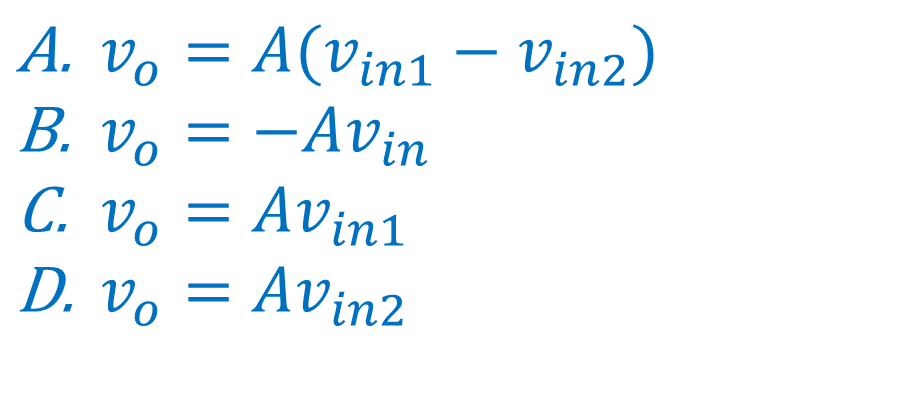 A. vₒ = A(vᵢₙ₁ − vᵢₙ₂)
B. vₒ = −Avᵢₙ
C. vₒ = Avᵢₙ₁
D. vₒ = Avᵢₙ₂